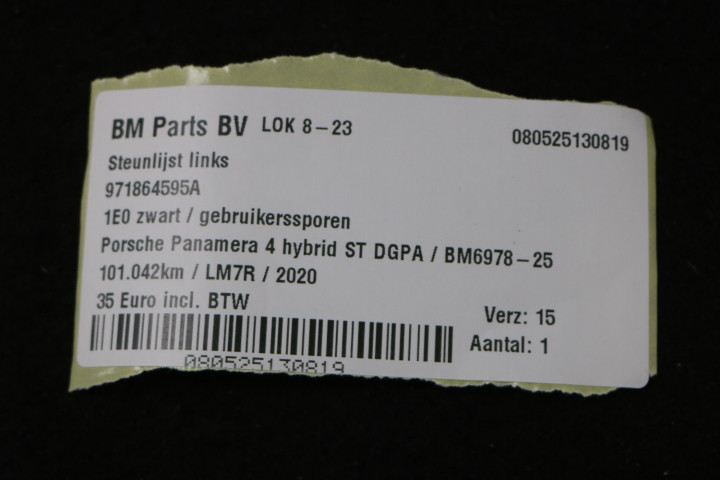 BM Parts BV LOK 8-23 080525130819
Steunlijst links
971864595A
1E0 zwart / gebruikerssporen
Porsche Panamera 4 hybrid ST DGPA / BM6978-25
101.042km / LM7R / 2020
35 Euro incl. BTW
Verz: 15
Aantal: 1
080525130819